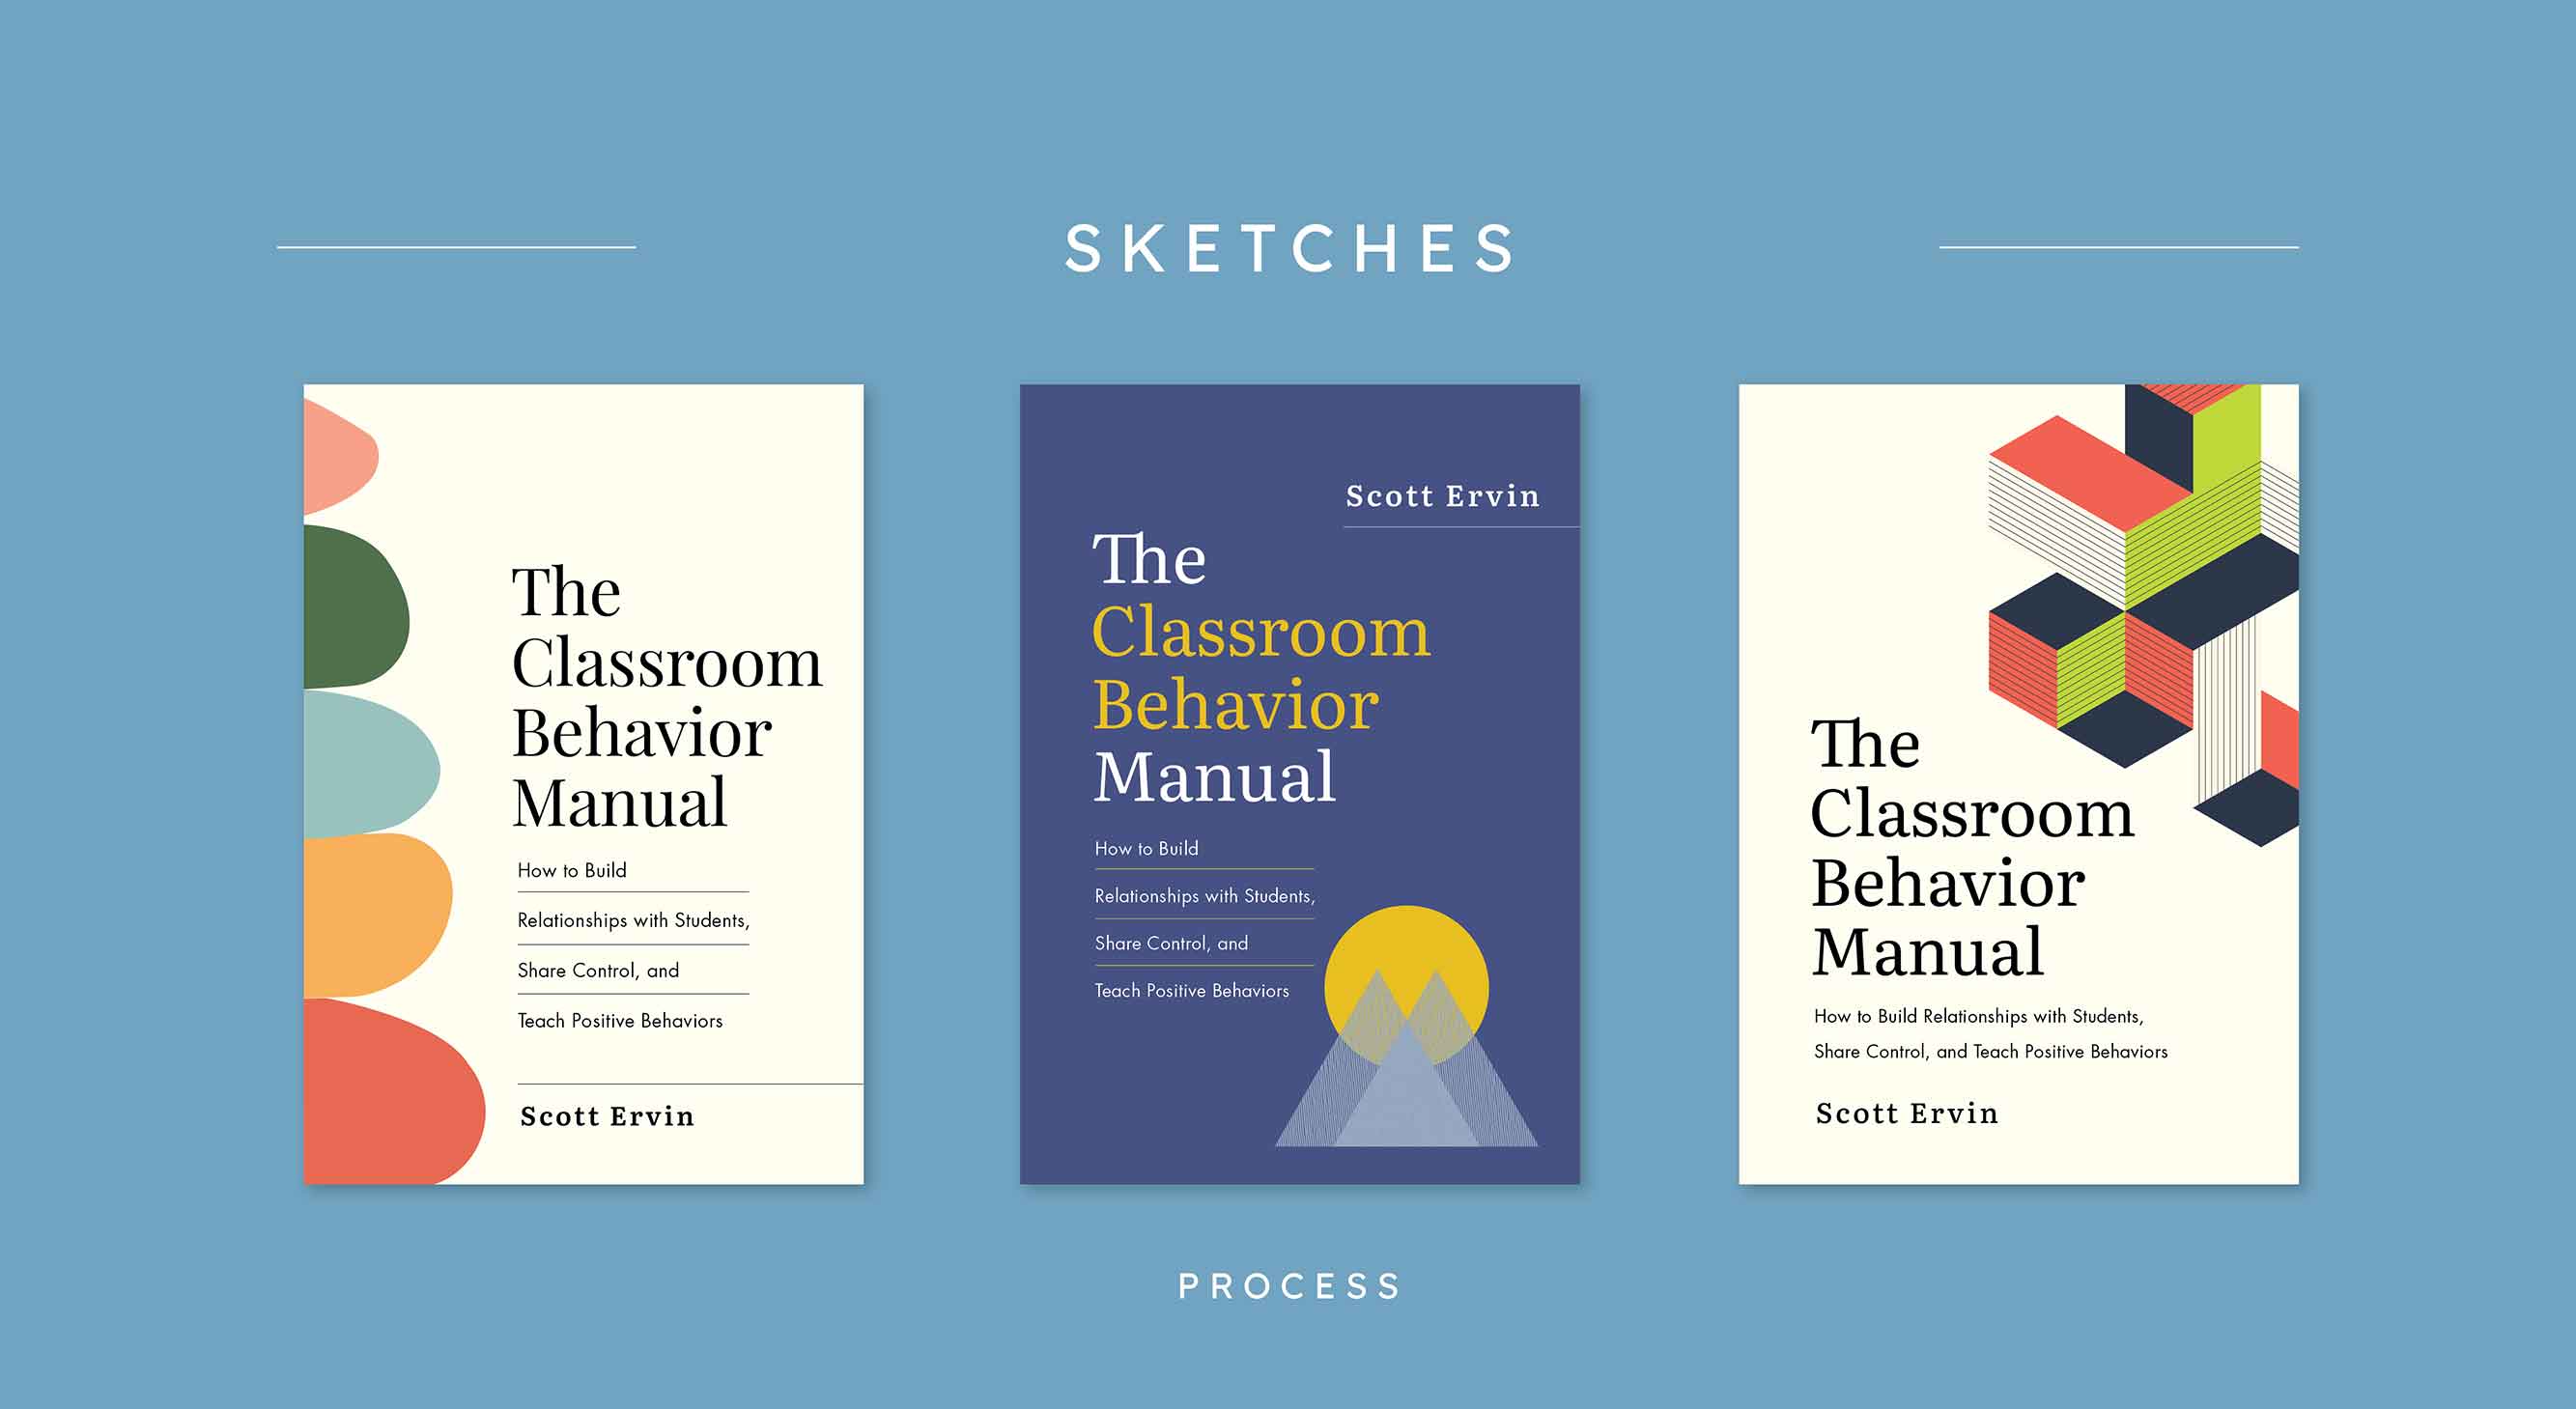 SKETCHES
The
Classroom
Behavior
Manual
How to Build
Relationships with Students,
Share Control, and
Teach Positive Behaviors
Scott Ervin
Scott Ervin
The
Classroom
Behavior
Manual
How to Build
Relationships with Students,
Share Control, and
Teach Positive Behaviors
The
Classroom
Behavior
Manual
How to Build Relationships with Students,
Share Control, and Teach Positive Behaviors
Scott Ervin
PROCESS